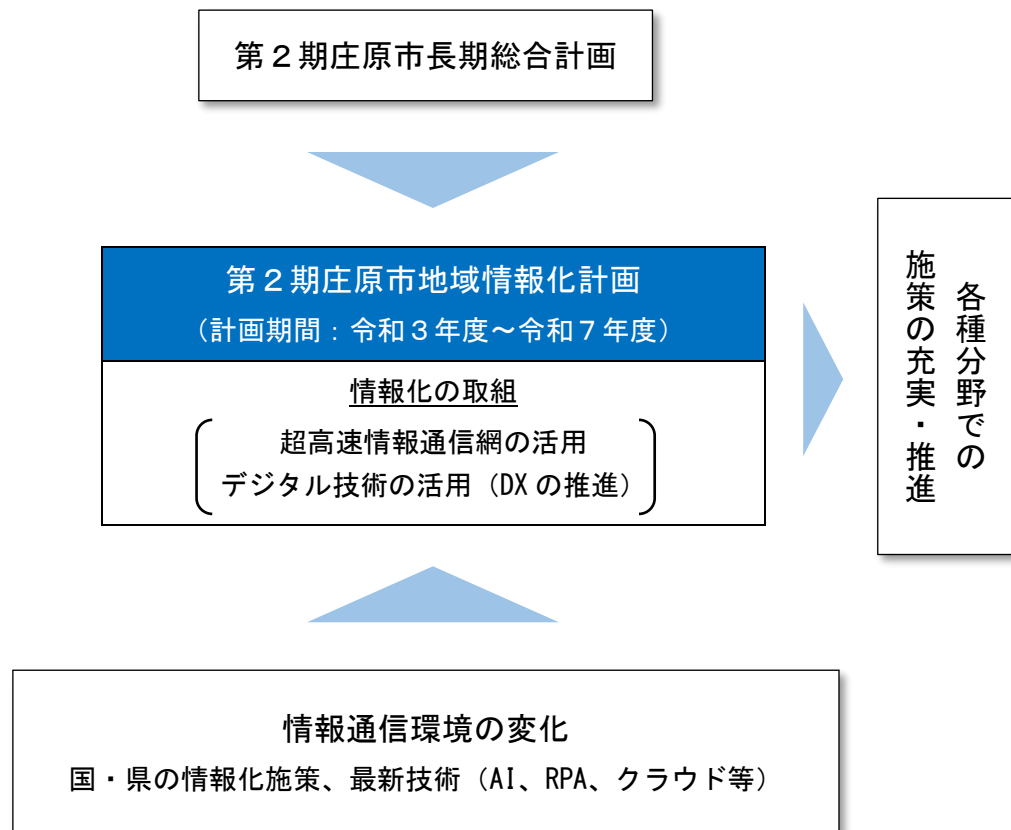 第２期庄原市長期総合計画
第２期庄原市地域情報化計画
（計画期間：令和３年度～令和７年度）
情報化の取組
超高速情報通信網の活用
デジタル技術の活用（DXの推進）
各種分野での
施策の充実・推進
情報通信環境の変化
国・県の情報化施策、最新技術（AI、RPA、クラウド等）